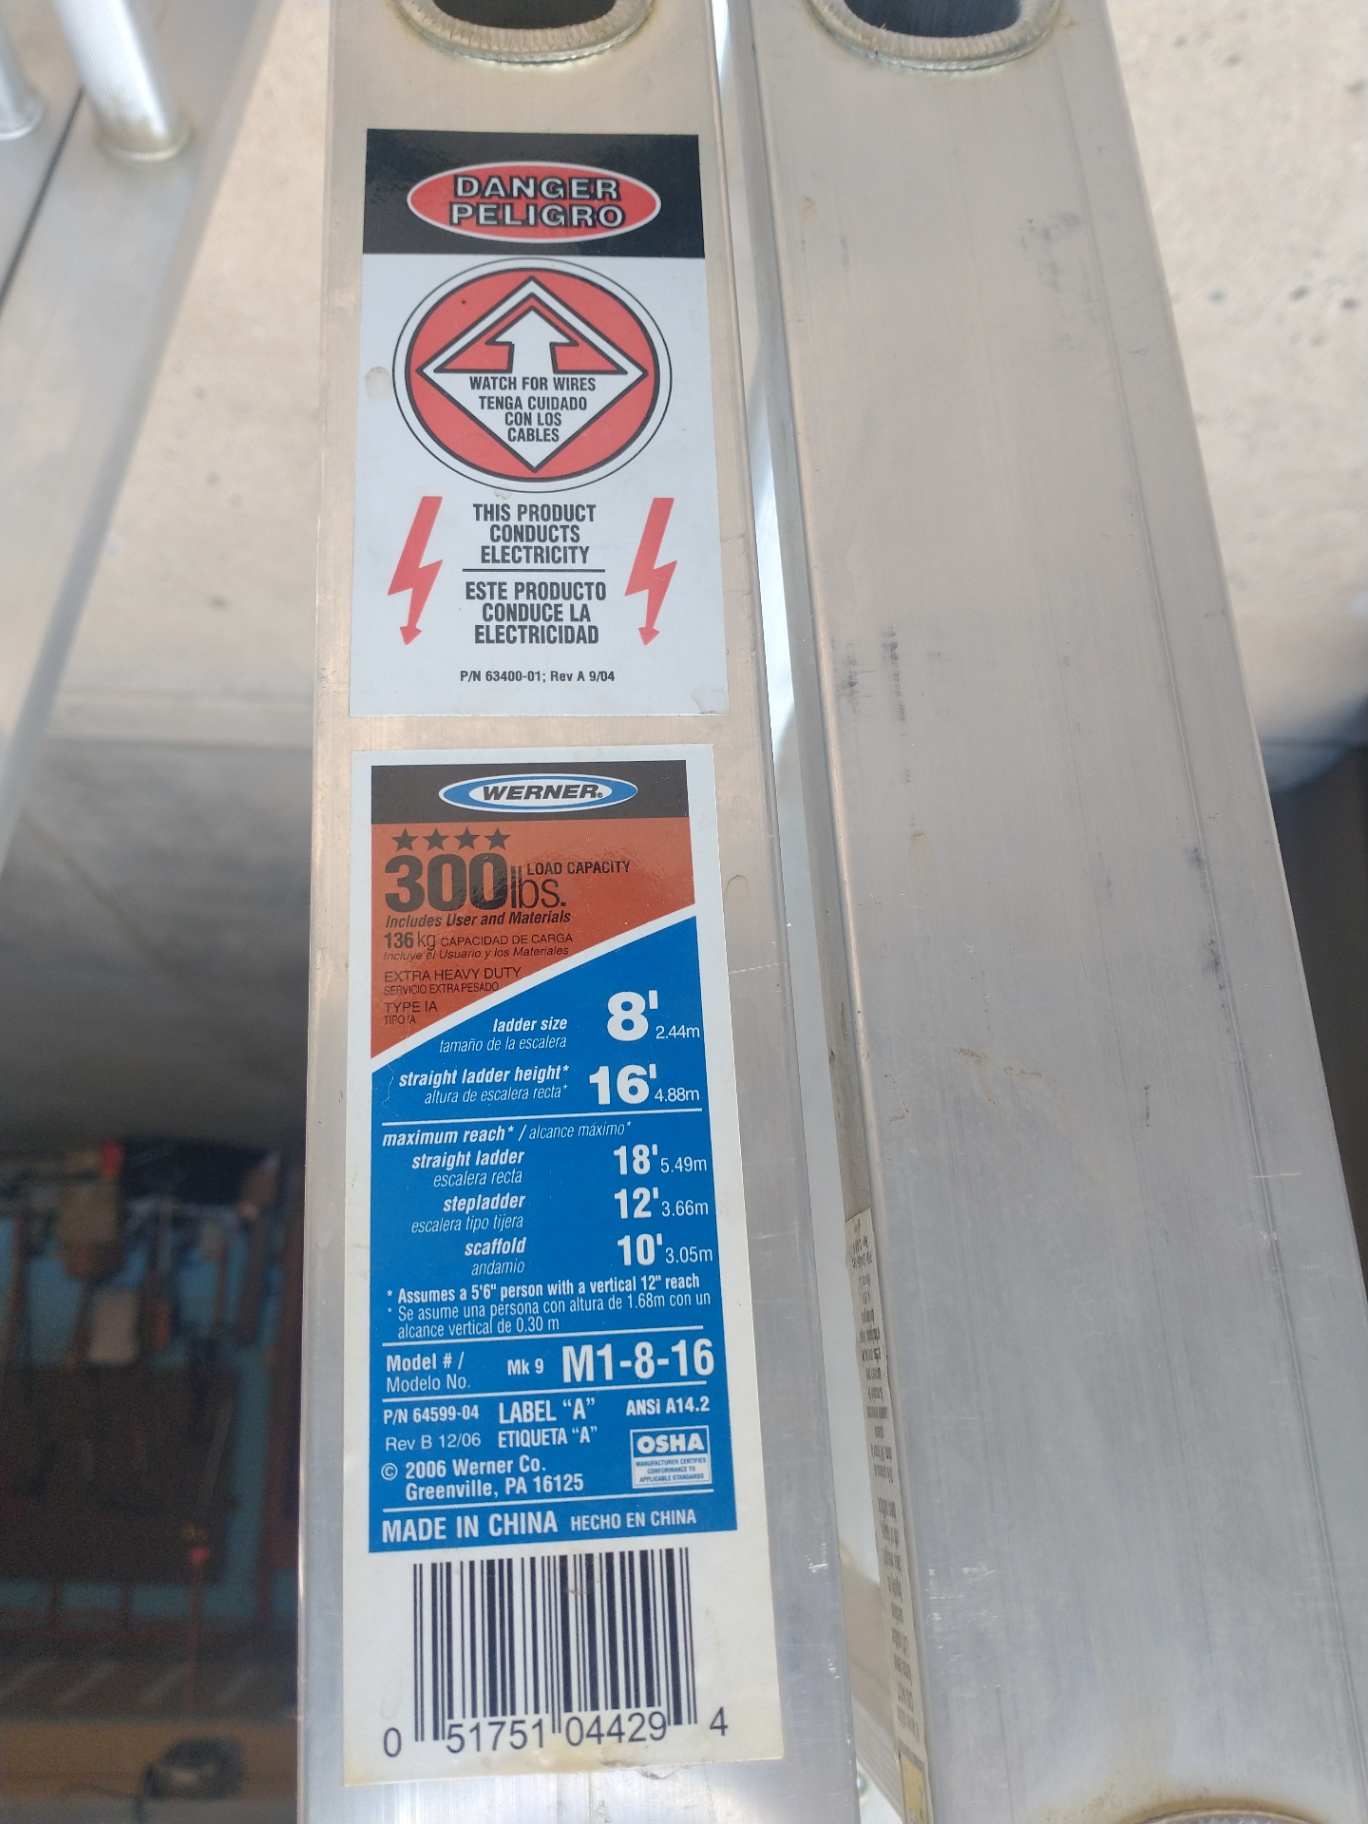 DANGER
PELIGRO
WATCH FOR WIRES
TENGA CUIDADO
CON LOS
CABLES
THIS PRODUCT
CONDUCTS
ELECTRICITY
ESTE PRODUCTO
CONDUCE LA
ELECTRICIDAD
P/N 63400-01; Rev A 9/04
WERNER®
300 lbs. LOAD CAPACITY
Includes User and Materials
136 kg CAPACIDAD DE CARGA
Incluye el Usuario y los Materiales
EXTRA HEAVY DUTY
SERVICIO EXTRA PESADO
TYPE IA
TIPO IA
ladder size 8' 2.44m
tamaño de la escalera
straight ladder height* 16' 4.88m
altura de escalera recta*
maximum reach* / alcance máximo*
straight ladder 18' 5.49m
escalera recta
stepladder 12' 3.66m
escalera tipo tijera
scaffold 10' 3.05m
andamio
* Assumes a 5'6" person with a vertical 12" reach
* Se asume una persona con altura de 1.68m con un
alcance vertical de 0.30 m
Model # / Mk 9 M1-8-16
Modelo No.
P/N 64599-04 LABEL "A" ANSI A14.2
Rev B 12/06 ETIQUETA "A"
OSHA
MANUFACTURER CERTIFIES
CONFORMANCE TO
APPLICABLE STANDARDS
© 2006 Werner Co.
Greenville, PA 16125
MADE IN CHINA HECHO EN CHINA
0 51751 04429 4